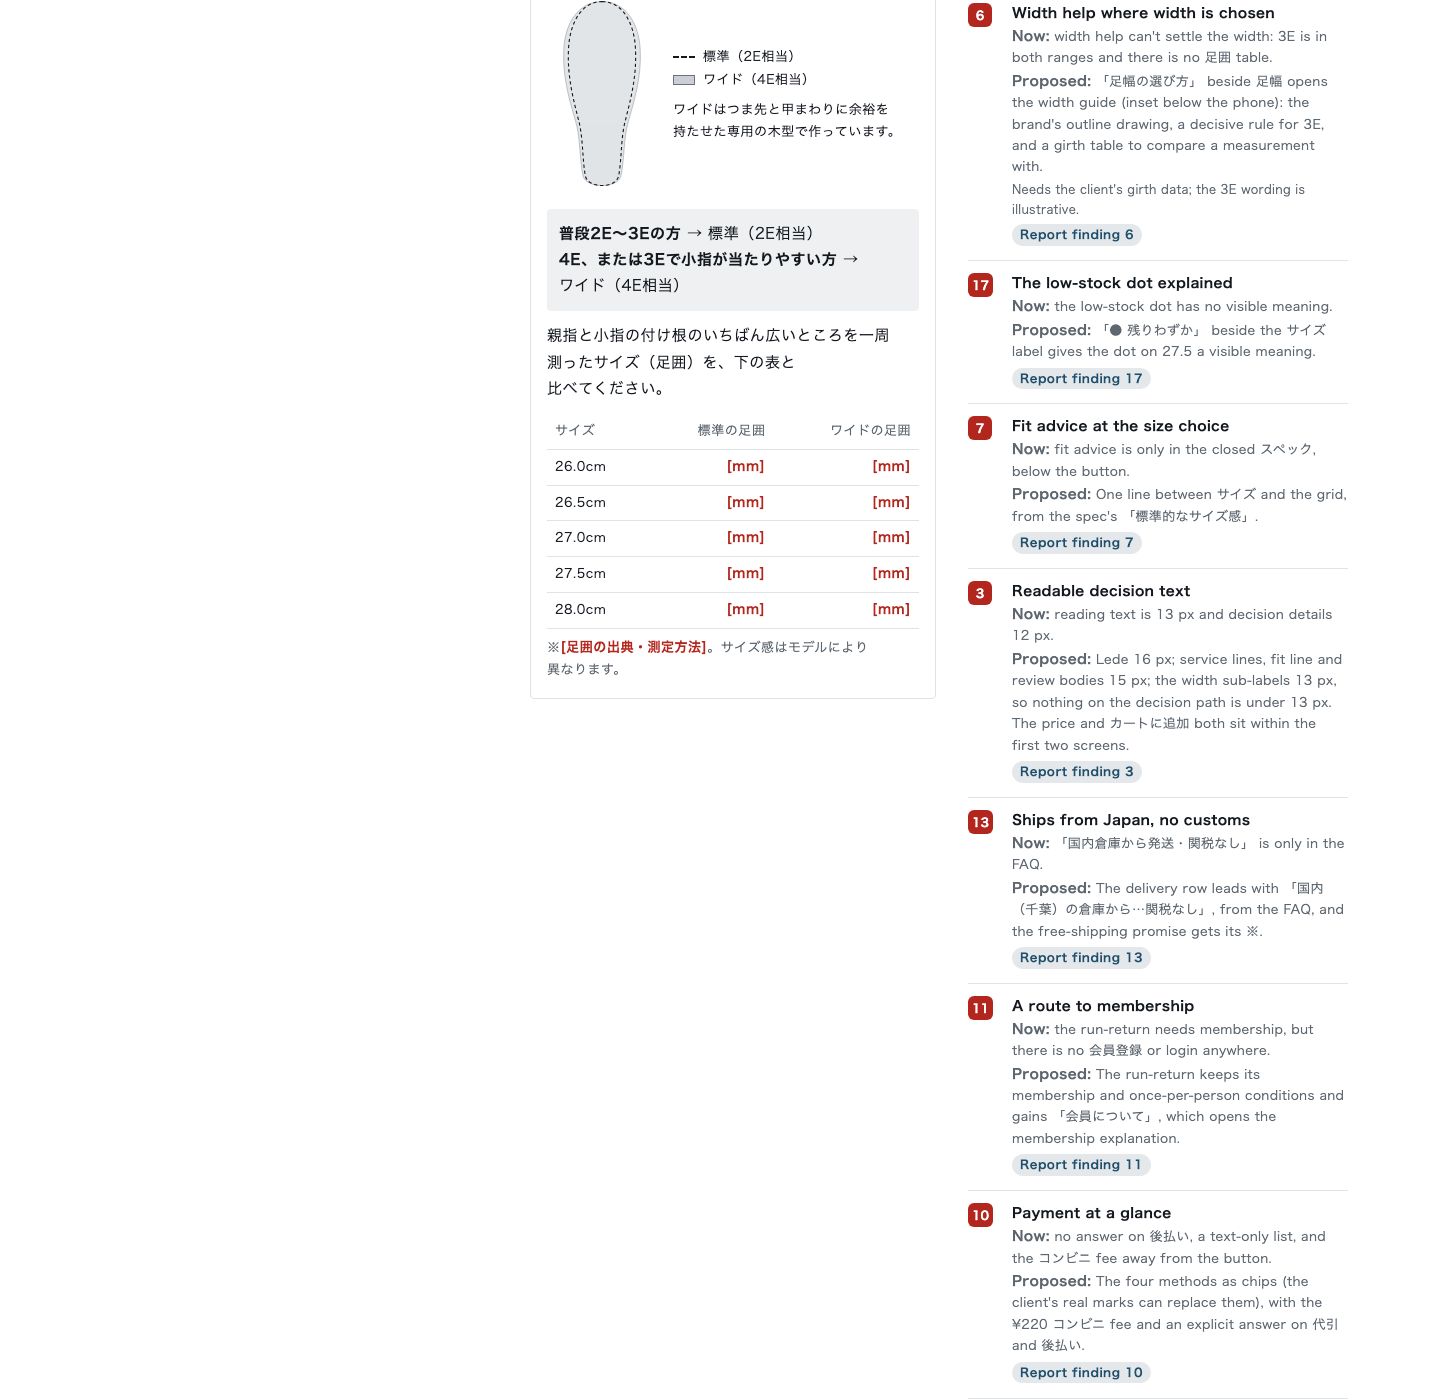 標準（2E相当）
ワイド（4E相当）
ワイドはつま先と甲まわりに余裕を
持たせた専用の木型で作っています。
普段2E〜3Eの方 → 標準（2E相当）
4E、または3Eで小指が当たりやすい方 →
ワイド（4E相当）
親指と小指の付け根のいちばん広いところを一周
測ったサイズ（足囲）を、下の表と
比べてください。
サイズ 標準の足囲 ワイドの足囲
26.0cm [mm] [mm]
26.5cm [mm] [mm]
27.0cm [mm] [mm]
27.5cm [mm] [mm]
28.0cm [mm] [mm]
※[足囲の出典・測定方法]。サイズ感はモデルにより
異なります。
6 Width help where width is chosen
Now: width help can't settle the width: 3E is in
both ranges and there is no 足囲 table.
Proposed: 「足幅の選び方」 beside 足幅 opens
the width guide (inset below the phone): the
brand's outline drawing, a decisive rule for 3E,
and a girth table to compare a measurement
with.
Needs the client's girth data; the 3E wording is
illustrative.
Report finding 6
17 The low-stock dot explained
Now: the low-stock dot has no visible meaning.
Proposed: 「● 残りわずか」 beside the サイズ
label gives the dot on 27.5 a visible meaning.
Report finding 17
7 Fit advice at the size choice
Now: fit advice is only in the closed スペック,
below the button.
Proposed: One line between サイズ and the grid,
from the spec's 「標準的なサイズ感」.
Report finding 7
3 Readable decision text
Now: reading text is 13 px and decision details
12 px.
Proposed: Lede 16 px; service lines, fit line and
review bodies 15 px; the width sub-labels 13 px,
so nothing on the decision path is under 13 px.
The price and カートに追加 both sit within the
first two screens.
Report finding 3
13 Ships from Japan, no customs
Now: 「国内倉庫から発送・関税なし」 is only in the
FAQ.
Proposed: The delivery row leads with 「国内
（千葉）の倉庫から…関税なし」, from the FAQ, and
the free-shipping promise gets its ※.
Report finding 13
11 A route to membership
Now: the run-return needs membership, but
there is no 会員登録 or login anywhere.
Proposed: The run-return keeps its
membership and once-per-person conditions and
gains 「会員について」, which opens the
membership explanation.
Report finding 11
10 Payment at a glance
Now: no answer on 後払い, a text-only list, and
the コンビニ fee away from the button.
Proposed: The four methods as chips (the
client's real marks can replace them), with the
¥220 コンビニ fee and an explicit answer on 代引
and 後払い.
Report finding 10